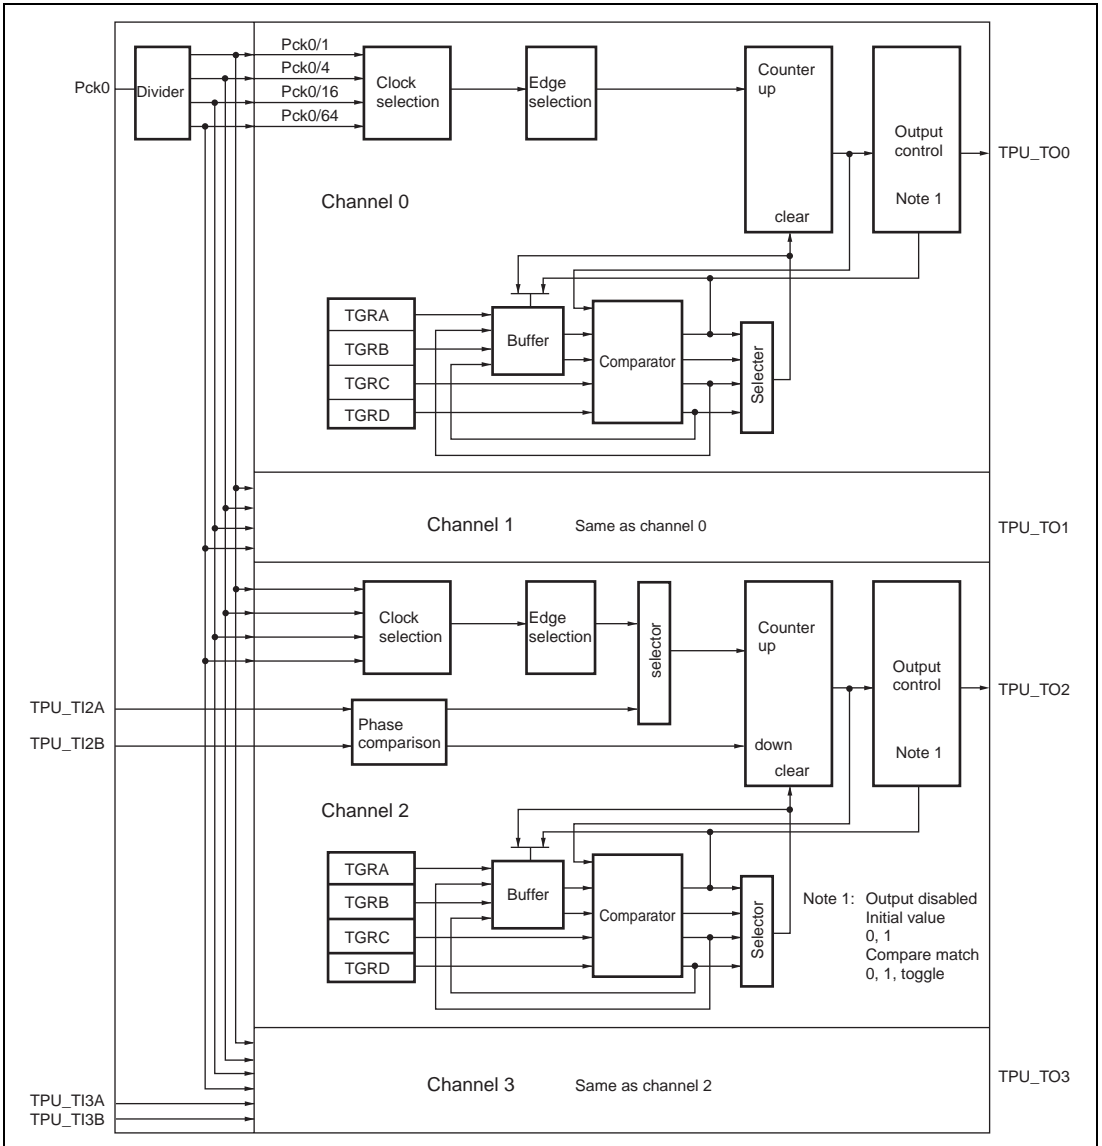 Pck0
Divider
Pck0/1
Pck0/4
Pck0/16
Pck0/64
Clock
selection
Edge
selection
Counter
up
clear
Output
control
Note 1
TPU_TO0
Channel 0
TGRA
TGRB
TGRC
TGRD
Buffer
Comparator
Selecter
Channel 1
Same as channel 0
TPU_TO1
Clock
selection
Edge
selection
selector
Counter
up
down
clear
Output
control
Note 1
TPU_TO2
TPU_TI2A
TPU_TI2B
Phase
comparison
Channel 2
TGRA
TGRB
TGRC
TGRD
Buffer
Comparator
Selector
Note 1: Output disabled
Initial value
0, 1
Compare match
0, 1, toggle
Channel 3
Same as channel 2
TPU_TO3
TPU_TI3A
TPU_TI3B